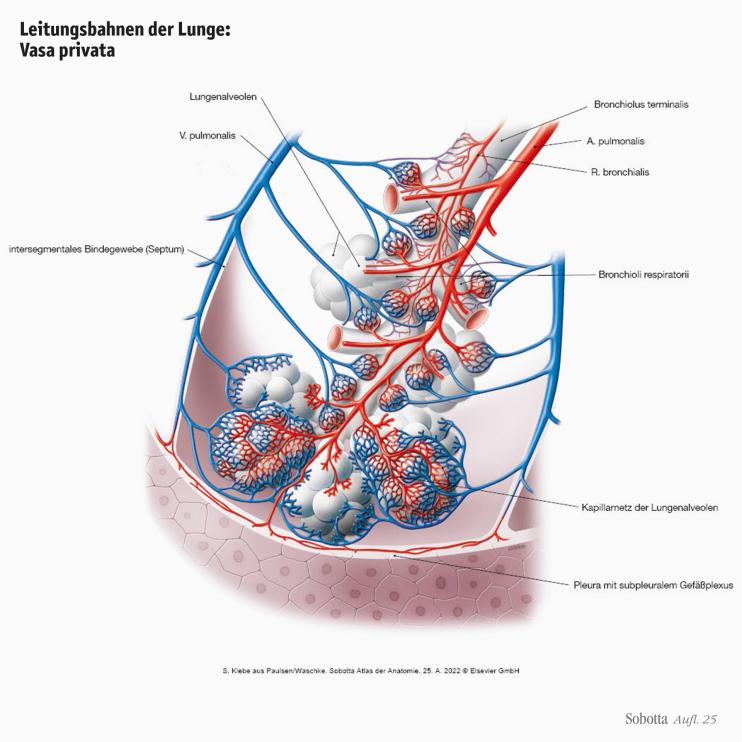 Leitungsbahnen der Lunge:
Vasa privata
Lungenalveolen
Bronchiolus terminalis
V. pulmonalis
A. pulmonalis
R. bronchialis
intersegmentales Bindegewebe (Septum)
Bronchioli respiratorii
Kapillarnetz der Lungenalveolen
Pleura mit subpleuralem Gefäßplexus
S. Klebe aus Paulsen/Waschke. Sobotta Atlas der Anatomie. 25. A. 2022 © Elsevier GmbH
Sobotta Aufl. 25